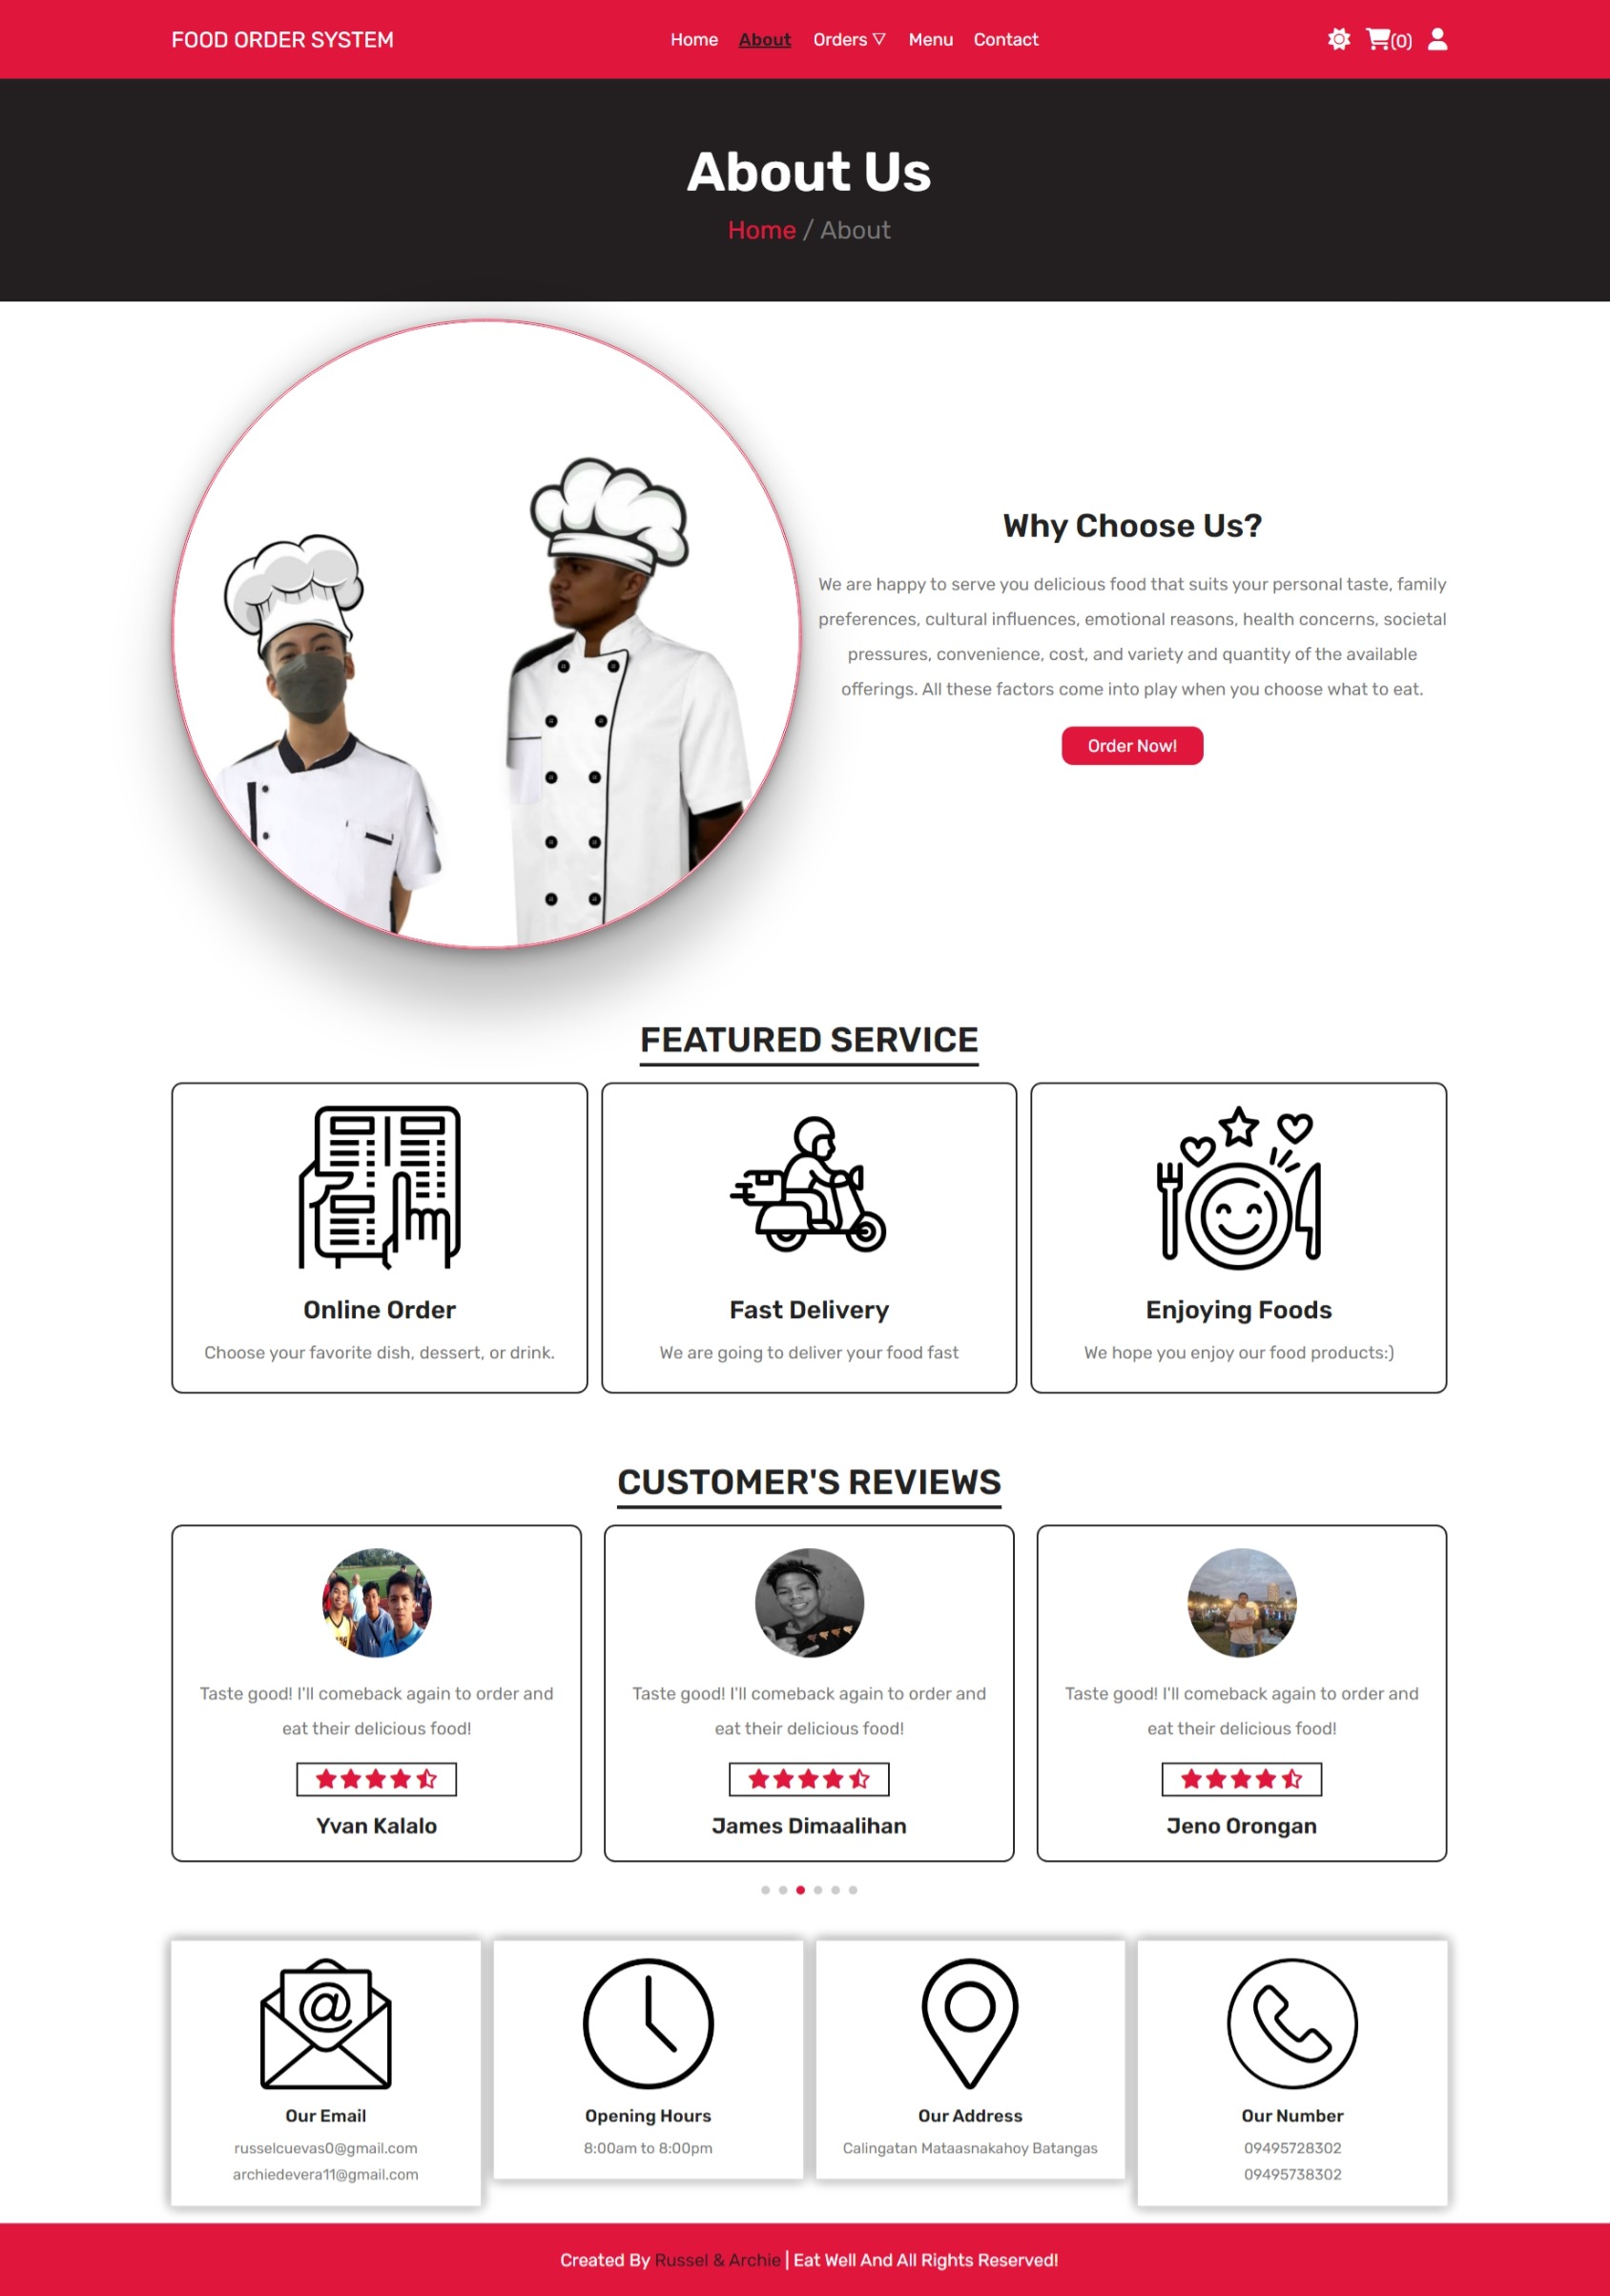 FOOD ORDER SYSTEM
Home About Orders ▽ Menu Contact
(0)
About Us
Home / About
Why Choose Us?
We are happy to serve you delicious food that suits your personal taste, family
preferences, cultural influences, emotional reasons, health concerns, societal
pressures, convenience, cost, and variety and quantity of the available
offerings. All these factors come into play when you choose what to eat.
Order Now!
FEATURED SERVICE
Online Order
Choose your favorite dish, dessert, or drink.
Fast Delivery
We are going to deliver your food fast
Enjoying Foods
We hope you enjoy our food products:)
CUSTOMER'S REVIEWS
Taste good! I'll comeback again to order and
eat their delicious food!
Yvan Kalalo
Taste good! I'll comeback again to order and
eat their delicious food!
James Dimaalihan
Taste good! I'll comeback again to order and
eat their delicious food!
Jeno Orongan
@
Our Email
russelcuevas0@gmail.com
archiedevera11@gmail.com
Opening Hours
8:00am to 8:00pm
Our Address
Calingatan Mataasnakahoy Batangas
Our Number
09495728302
09495738302
Created By Russel & Archie | Eat Well And All Rights Reserved!